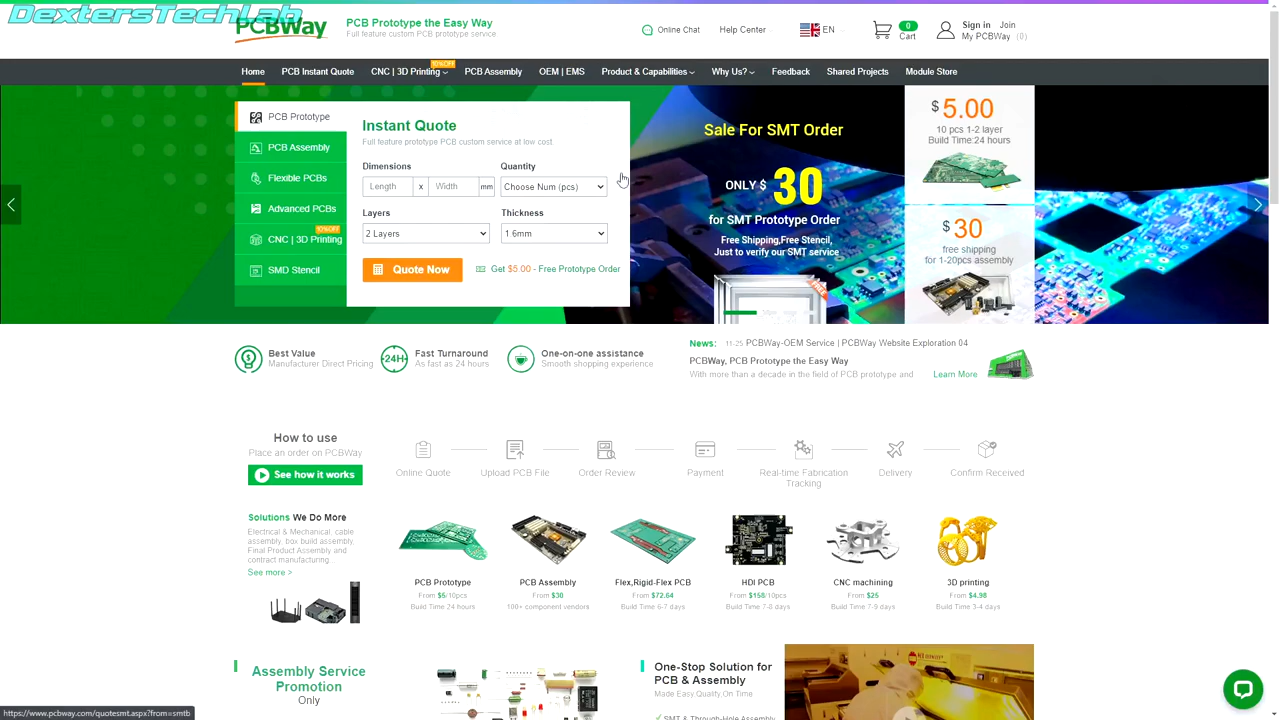 DextersTechLab
PCBWay
PCB Prototype the Easy Way
Full feature custom PCB prototype service
Online Chat
Help Center
EN
0
Cart
Sign in Join
My PCBWay (0)
10%OFF
Home
PCB Instant Quote
CNC | 3D Printing
PCB Assembly
OEM | EMS
Product & Capabilities
Why Us?
Feedback
Shared Projects
Module Store
PCB Prototype
PCB Assembly
Flexible PCBs
Advanced PCBs
10%OFF
CNC | 3D Printing
SMD Stencil
Instant Quote
Full feature prototype PCB custom service at low cost.
Dimensions
Quantity
Length x Width mm
Choose Num (pcs)
Layers
Thickness
2 Layers
1.6mm
Quote Now
Get $5.00 - Free Prototype Order
Sale For SMT Order
ONLY $ 30
for SMT Prototype Order
Free Shipping,Free Stencil,
Just to verify our SMT service
FREE
$ 5.00
10 pcs 1-2 layer
Build Time:24 hours
$ 30
free shipping
for 1-20pcs assembly
Best Value
Manufacturer Direct Pricing
24H
Fast Turnaround
As fast as 24 hours
One-on-one assistance
Smooth shopping experience
News: 11-25 PCBWay-OEM Service | PCBWay Website Exploration 04
PCBWay, PCB Prototype the Easy Way
With more than a decade in the field of PCB prototype and
Learn More
How to use
Place an order on PCBWay
See how it works
Online Quote
Upload PCB File
Order Review
Payment
Real-time Fabrication
Tracking
Delivery
Confirm Received
Solutions We Do More
Electrical & Mechanical, cable
assembly, box build assembly,
Final Product Assembly and
contract manufacturing...
See more >
PCB Prototype
From $5/10pcs
Build Time 24 hours
PCB Assembly
From $30
100+ component vendors
Flex,Rigid-Flex PCB
From $72.64
Build Time 6-7 days
HDI PCB
From $158/10pcs
Build Time 7-8 days
CNC machining
From $25
Build Time 7-9 days
3D printing
From $4.98
Build Time 3-4 days
Assembly Service
Promotion
Only
One-Stop Solution for
PCB & Assembly
Made Easy,Quality,On Time
SMT & Through-Hole Assembly
https://www.pcbway.com/quotesmt.aspx?from=smtb